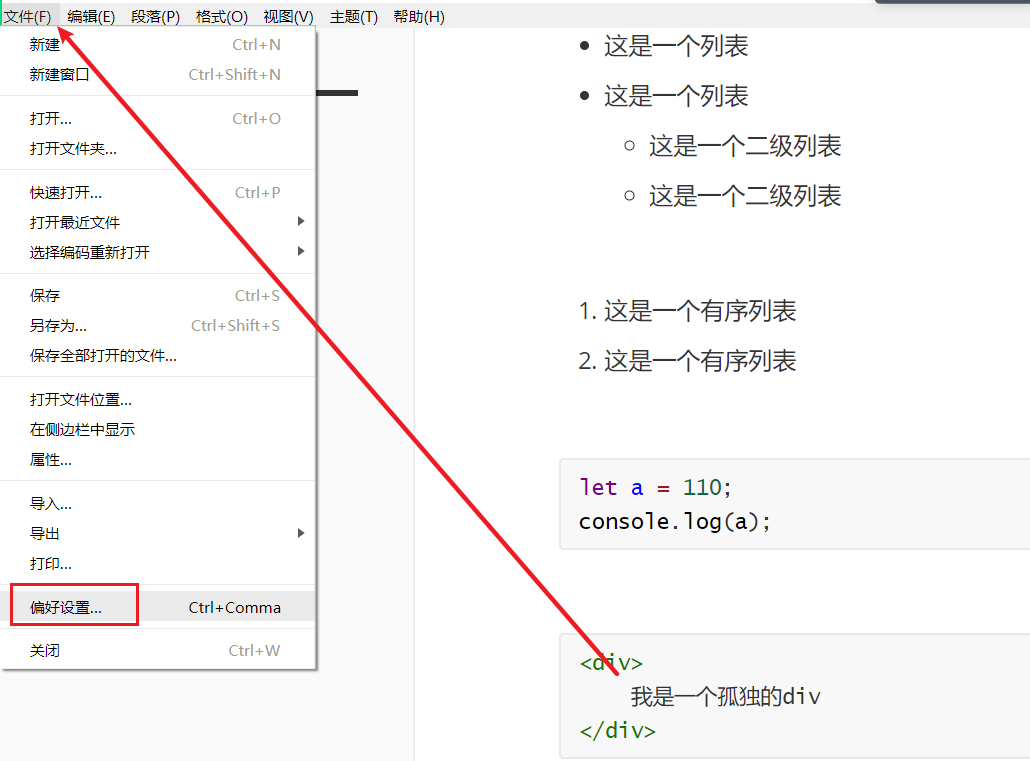 文件(F) 编辑(E) 段落(P) 格式(O) 视图(V) 主题(T) 帮助(H)
新建 Ctrl+N
新建窗口 Ctrl+Shift+N
打开... Ctrl+O
打开文件夹...
快速打开... Ctrl+P
打开最近文件
选择编码重新打开
保存 Ctrl+S
另存为... Ctrl+Shift+S
保存全部打开的文件...
打开文件位置...
在侧边栏中显示
属性...
导入...
导出
打印...
偏好设置... Ctrl+Comma
关闭 Ctrl+W
这是一个列表
这是一个列表
这是一个二级列表
这是一个二级列表
1. 这是一个有序列表
2. 这是一个有序列表
let a = 110;
console.log(a);
<div>
我是一个孤独的div
</div>